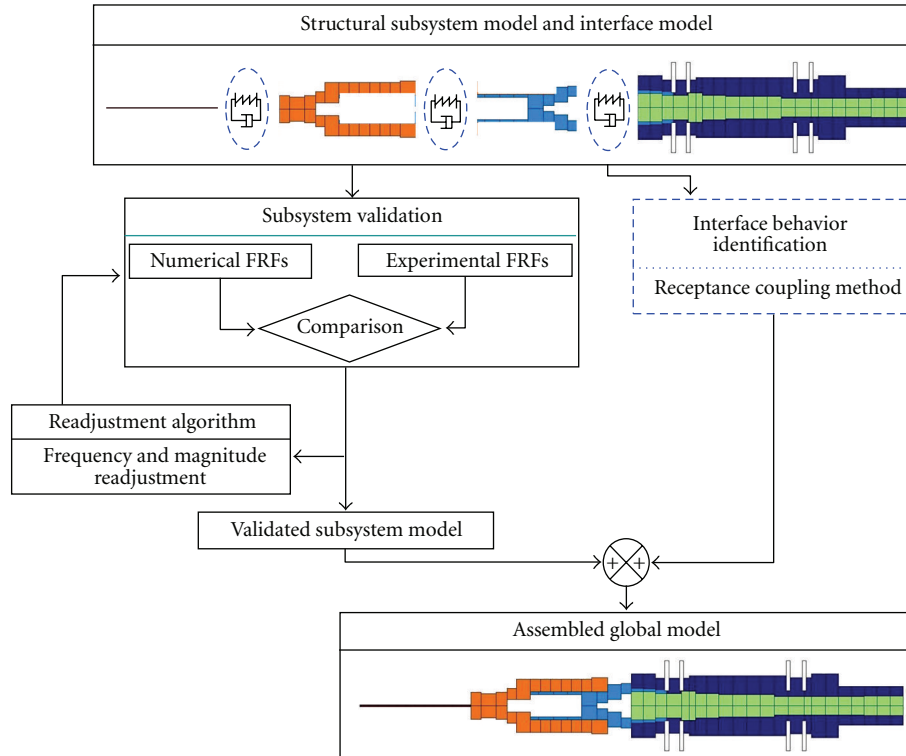 Structural subsystem model and interface model
Subsystem validation
Numerical FRFs
Experimental FRFs
Comparison
Interface behavior
identification
Receptance coupling method
Readjustment algorithm
Frequency and magnitude
readjustment
Validated subsystem model
+ +
Assembled global model